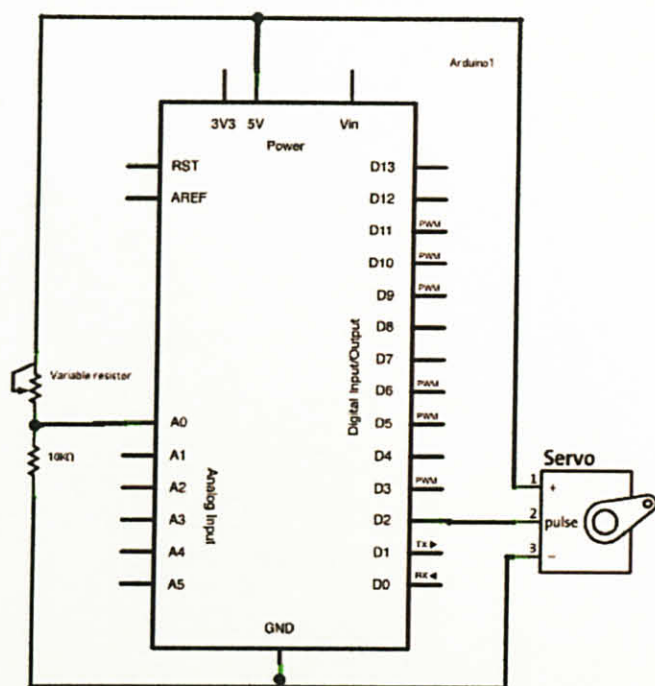 Arduino1
3V3 5V Vin
Power
RST
AREF
D13
D12
D11 PWM
D10 PWM
D9 PWM
D8
D7
D6 PWM
D5 PWM
D4
D3 PWM
D2
D1 TX
D0 RX
Digital Input/Output
Variable resistor
10kΩ
A0
A1
A2
A3
A4
A5
Analog Input
GND
Servo
1 +
2 pulse
3 −